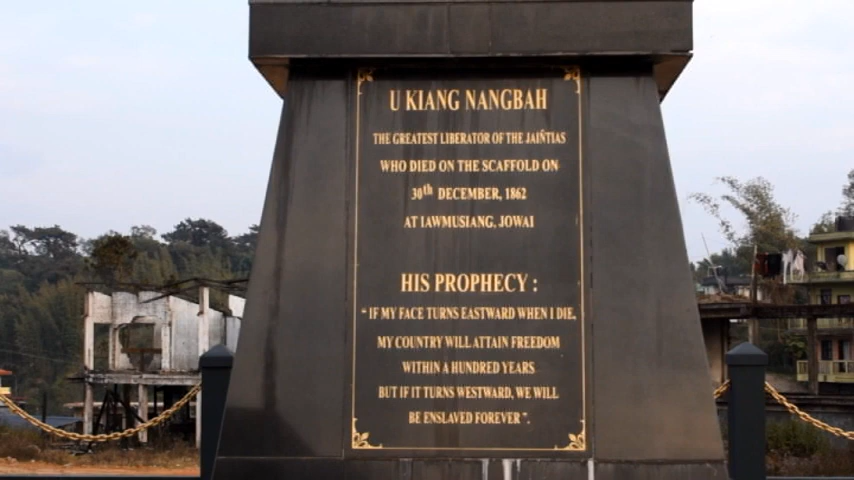 U KIANG NANGBAH
THE GREATEST LIBERATOR OF THE JAIÑTIAS
WHO DIED ON THE SCAFFOLD ON
30th DECEMBER, 1862
AT IAWMUSIANG, JOWAI
HIS PROPHECY :
" IF MY FACE TURNS EASTWARD WHEN I DIE,
MY COUNTRY WILL ATTAIN FREEDOM
WITHIN A HUNDRED YEARS
BUT IF IT TURNS WESTWARD, WE WILL
BE ENSLAVED FOREVER ".